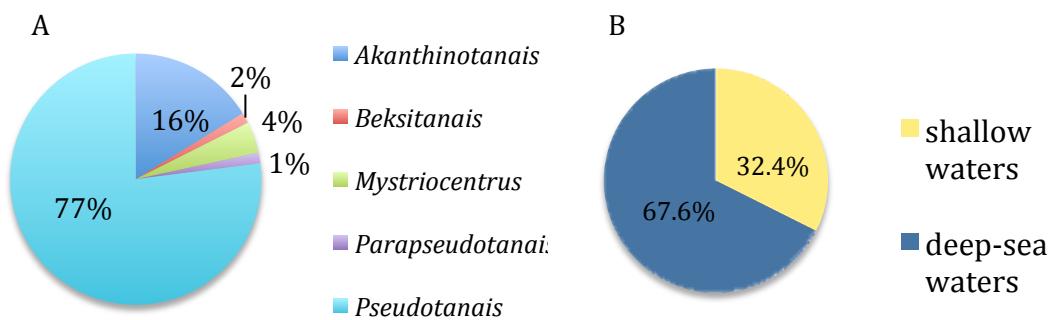 A
B
2%
16%
4%
1%
77%
Akanthinotanais
Beksitanais
Mystriocentrus
Parapseudotanais
Pseudotanais
32.4%
67.6%
shallow
waters
deep-sea
waters